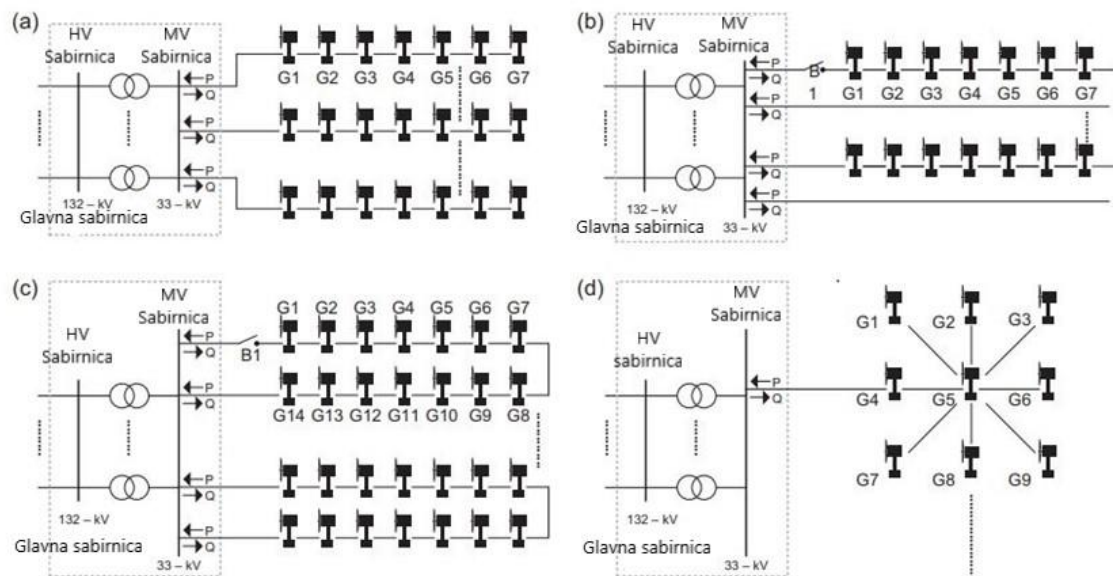 (a)
HV
Sabirnica
MV
Sabirnica
P
Q
G1 G2 G3 G4 G5 G6 G7
P
Q
P
Q
132 – kV
33 – kV
Glavna sabirnica
(b)
HV
Sabirnica
MV
Sabirnica
P
Q
B
1
G1 G2 G3 G4 G5 G6 G7
P
Q
P
Q
P
Q
132 – kV
Glavna sabirnica
33 – kV
(c)
HV
Sabirnica
MV
Sabirnica
G1 G2 G3 G4 G5 G6 G7
P
Q
B1
P
Q
G14 G13 G12 G11 G10 G9 G8
P
Q
P
Q
132 – kV
Glavna sabirnica
33 – kV
(d)
HV
sabirnica
MV
Sabirnica
G1 G2 G3
P
Q
G4 G5 G6
G7 G8 G9
132 – kV
Glavna sabirnica
33 – kV